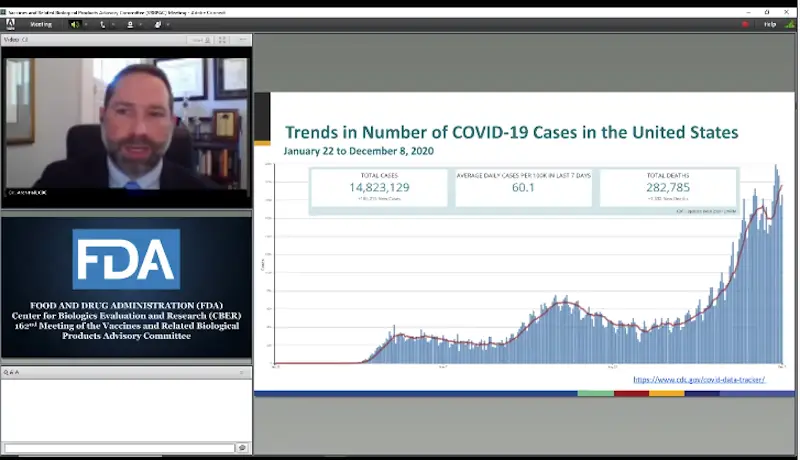 Vaccines and Related Biological Products Advisory Committee (VRBPAC) Meeting - Adobe Connect
Meeting
Help
Video
FDA
FOOD AND DRUG ADMINISTRATION (FDA)
Center for Biologics Evaluation and Research (CBER)
162nd Meeting of the Vaccines and Related Biological
Products Advisory Committee
Q & A
Trends in Number of COVID-19 Cases in the United States
January 22 to December 8, 2020
TOTAL CASES
14,823,129
New Cases
AVERAGE DAILY CASES PER 100K IN LAST 7 DAYS
60.1
TOTAL DEATHS
282,785
New Deaths
https://www.cdc.gov/covid-data-tracker/